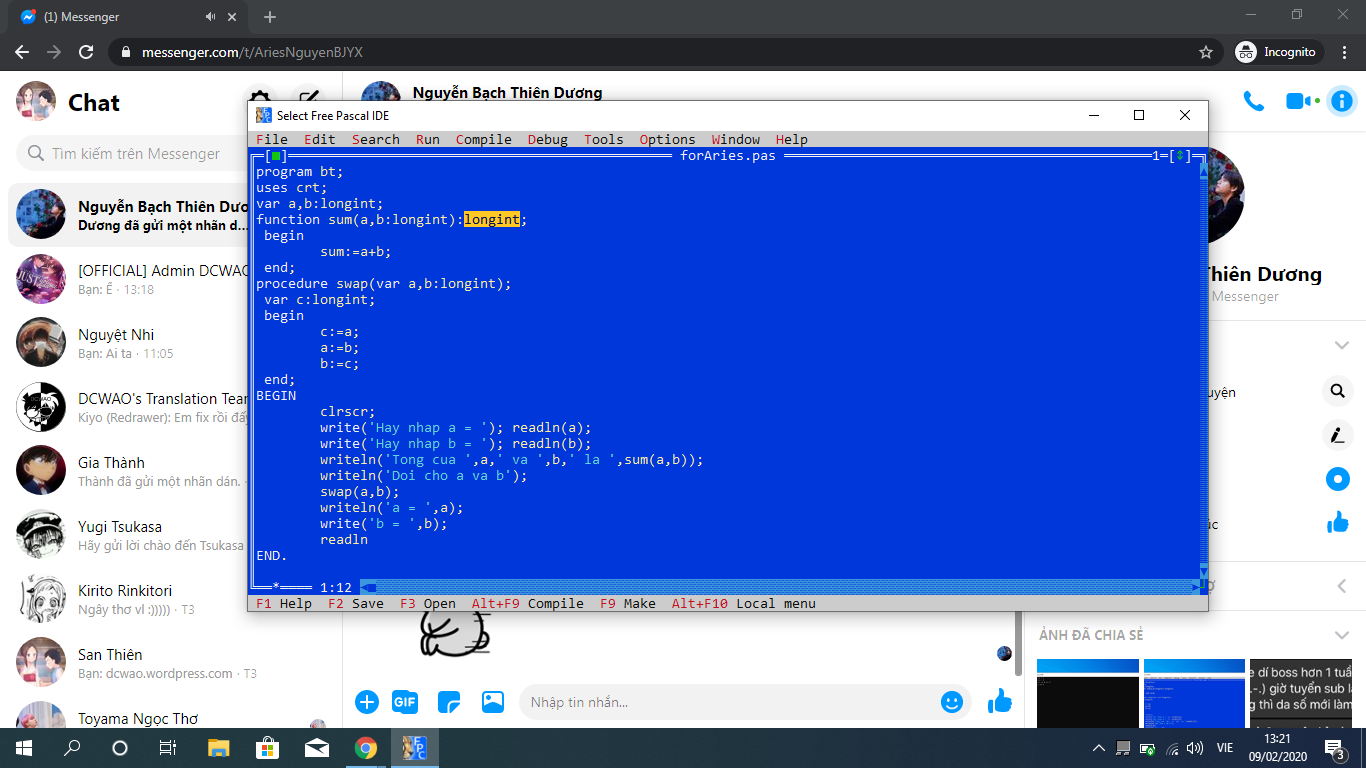 (1) Messenger
messenger.com/t/AriesNguyenBJYX
Incognito
Chat
Tìm kiếm trên Messenger
Nguyễn Bạch Thiên Dươ
Dương đã gửi một nhãn d...
[OFFICIAL] Admin DCWAO
Bạn: Ể · 13:18
Nguyệt Nhi
Bạn: Ai ta · 11:05
DCWAO's Translation Tear
Kiyo (Redrawer): Em fix rồi đấy
Gia Thành
Thành đã gửi một nhãn dán. ·
Yugi Tsukasa
Hãy gửi lời chào đến Tsukasa
Kirito Rinkitori
Ngây thơ vl :))))) · T3
San Thiên
Bạn: dcwao.wordpress.com · T3
Toyama Ngọc Thơ
Nguyễn Bạch Thiên Dương
Select Free Pascal IDE
File Edit Search Run Compile Debug Tools Options Window Help
[■] forAries.pas 1=[↕]
program bt;
uses crt;
var a,b:longint;
function sum(a,b:longint):longint;
begin
sum:=a+b;
end;
procedure swap(var a,b:longint);
var c:longint;
begin
c:=a;
a:=b;
b:=c;
end;
BEGIN
clrscr;
write('Hay nhap a = '); readln(a);
write('Hay nhap b = '); readln(b);
writeln('Tong cua ',a,' va ',b,' la ',sum(a,b));
writeln('Doi cho a va b');
swap(a,b);
writeln('a = ',a);
write('b = ',b);
readln
END.
* 1:12
F1 Help F2 Save F3 Open Alt+F9 Compile F9 Make Alt+F10 Local menu
GIF
Nhập tin nhắn...
Thiên Dương
Messenger
uyện
ẢNH ĐÃ CHIA SẺ
e dí boss hơn 1 tuầ
.-.) giờ tuyển sub l
g thì da số mới làm
FPC
VIE
13:21
09/02/2020
3